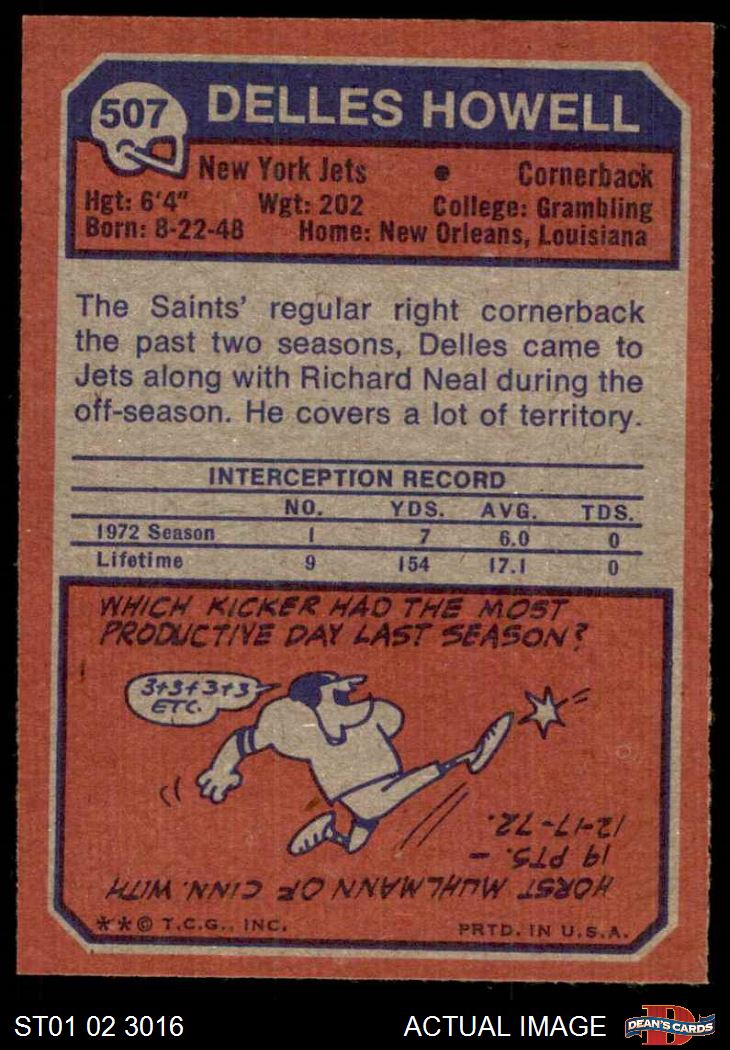 507
DELLES HOWELL
New York Jets • Cornerback
Hgt: 6'4" Wgt: 202 College: Grambling
Born: 8-22-48 Home: New Orleans, Louisiana
The Saints' regular right cornerback
the past two seasons, Delles came to
Jets along with Richard Neal during the
off-season. He covers a lot of territory.
INTERCEPTION RECORD
NO. YDS. AVG. TDS.
1972 Season 1 7 6.0 0
Lifetime 9 154 17.1 0
WHICH KICKER HAD THE MOST
PRODUCTIVE DAY LAST SEASON?
3+3+3+3
ETC.
HORST MUHLMANN OF CINN. WITH
19 PTS. –
12-17-72.
**© T.C.G., INC. PRTD. IN U.S.A.
ST01 02 3016 ACTUAL IMAGE
D
DEAN'S CARDS